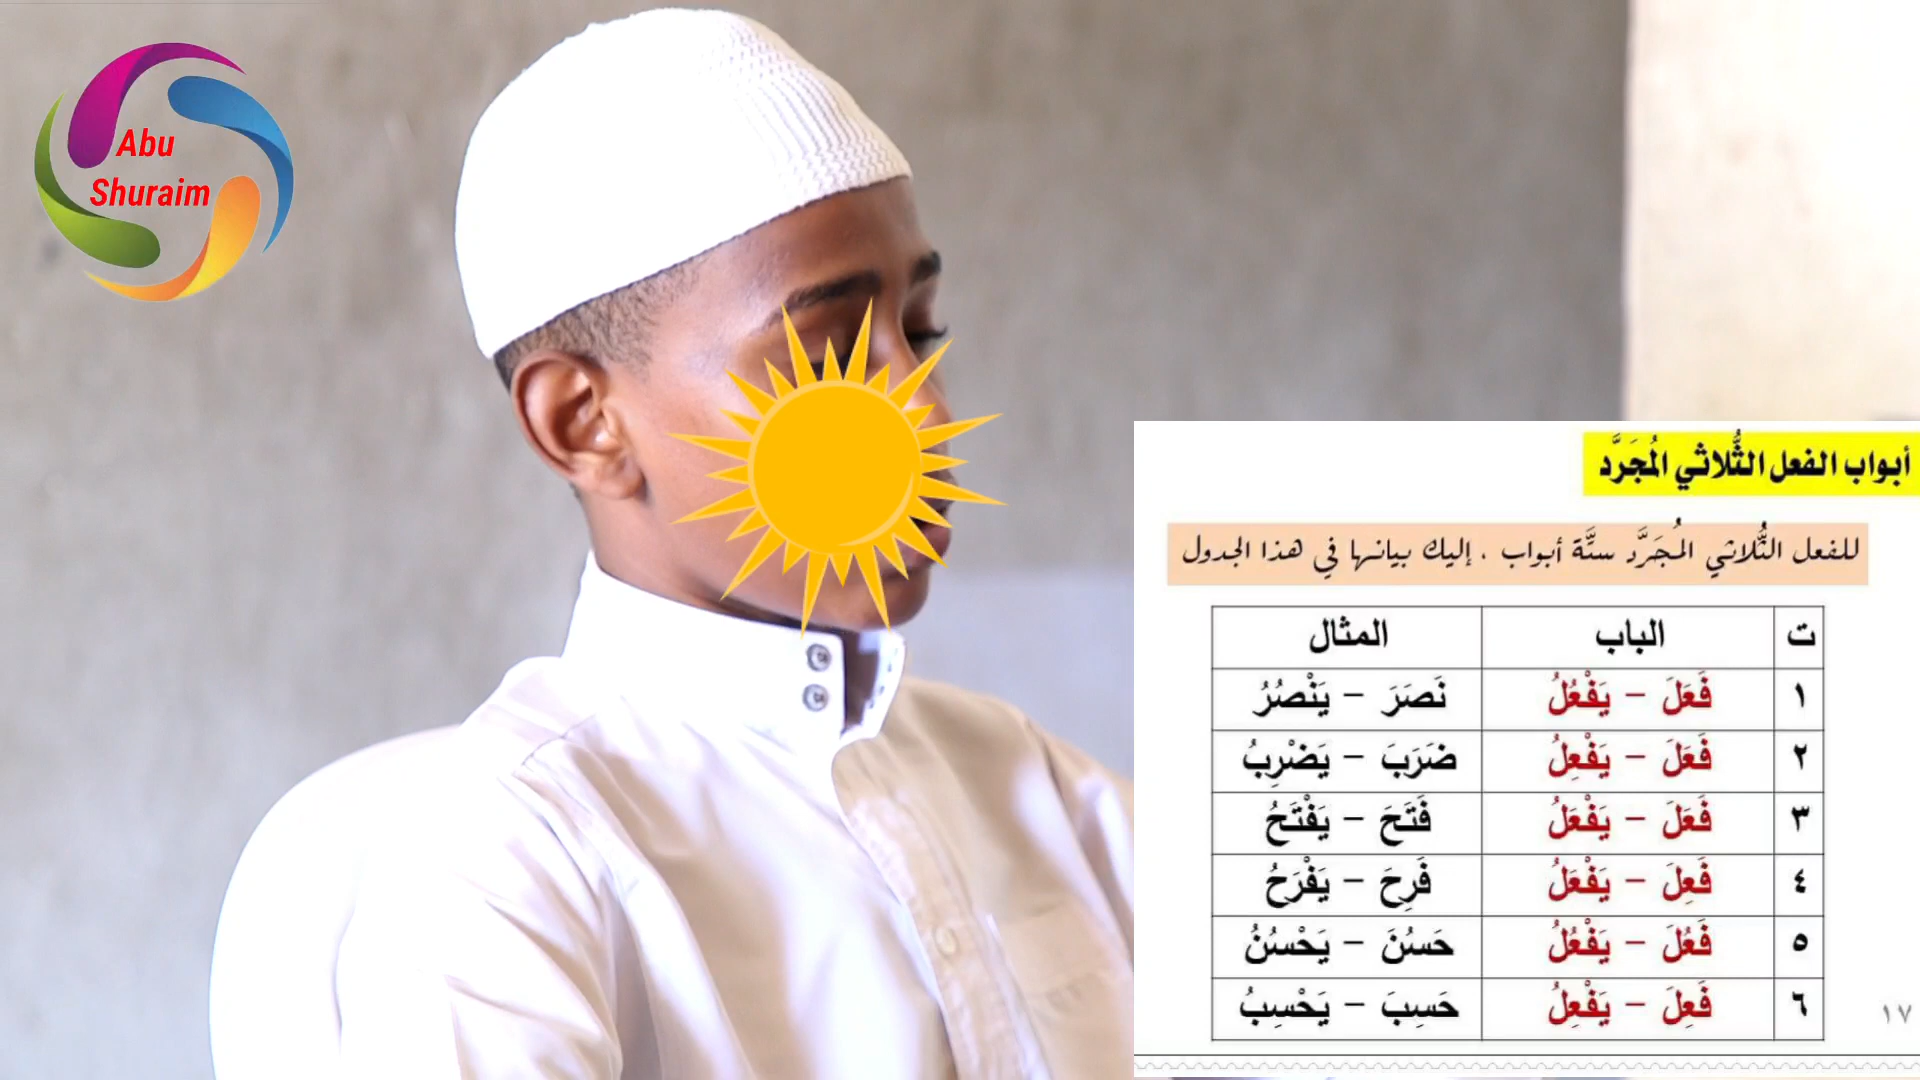 Abu
Shuraim
أبواب الفعل الثُّلاثي المُجَرَّد
للفعل الثُّلاثي المُجَرَّد ستَّة أبواب ، إليك بيانها في هذا الجدول
ت الباب المثال
١ فَعَلَ – يَفْعُلُ نَصَرَ – يَنْصُرُ
٢ فَعَلَ – يَفْعِلُ ضَرَبَ – يَضْرِبُ
٣ فَعَلَ – يَفْعَلُ فَتَحَ – يَفْتَحُ
٤ فَعِلَ – يَفْعَلُ فَرِحَ – يَفْرَحُ
٥ فَعُلَ – يَفْعُلُ حَسُنَ – يَحْسُنُ
٦ فَعِلَ – يَفْعِلُ حَسِبَ – يَحْسِبُ
١٧